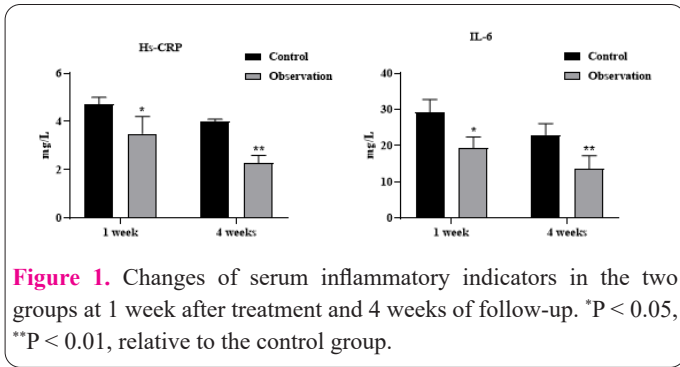 Hs-CRP
Control
Observation
mg/L
6
4
2
0
*
**
1 week
4 weeks
IL-6
Control
Observation
mg/L
40
30
20
10
0
*
**
1 week
4 weeks
Figure 1. Changes of serum inflammatory indicators in the two
groups at 1 week after treatment and 4 weeks of follow-up. *P < 0.05,
**P < 0.01, relative to the control group.